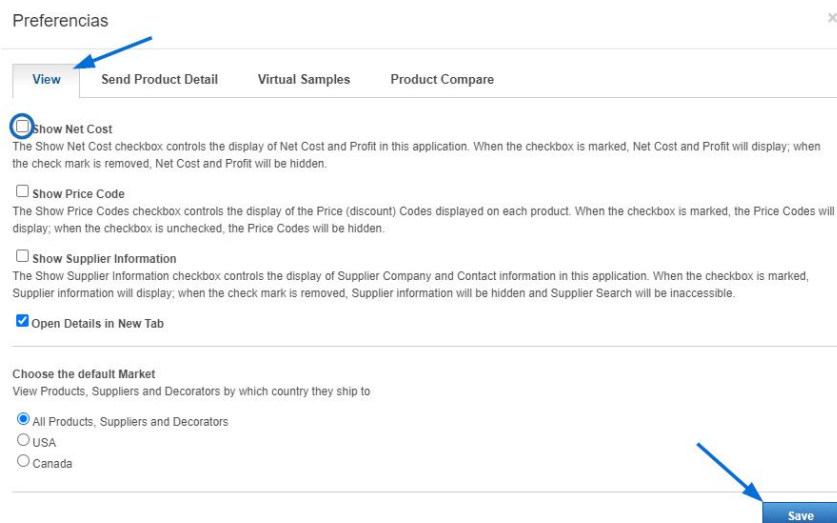 Preferencias
×
View Send Product Detail Virtual Samples Product Compare
Show Net Cost
The Show Net Cost checkbox controls the display of Net Cost and Profit in this application. When the checkbox is marked, Net Cost and Profit will display; when
the check mark is removed, Net Cost and Profit will be hidden.
Show Price Code
The Show Price Codes checkbox controls the display of the Price (discount) Codes displayed on each product. When the checkbox is marked, the Price Codes will
display; when the checkbox is unchecked, the Price Codes will be hidden.
Show Supplier Information
The Show Supplier Information checkbox controls the display of Supplier Company and Contact information in this application. When the checkbox is marked,
Supplier information will display; when the check mark is removed, Supplier information will be hidden and Supplier Search will be inaccessible.
Open Details in New Tab
Choose the default Market
View Products, Suppliers and Decorators by which country they ship to
All Products, Suppliers and Decorators
USA
Canada
Save